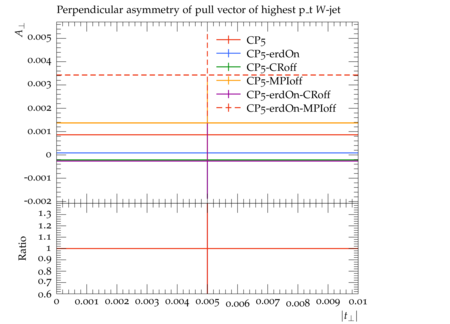 Perpendicular asymmetry of pull vector of highest p_t W-jet
A⊥
0.005
0.004
0.003
0.002
0.001
0
-0.001
-0.002
CP5
CP5-erdOn
CP5-CRoff
CP5-MPIoff
CP5-erdOn-CRoff
CP5-erdOn-MPIoff
Ratio
1.3
1.2
1.1
1
0.9
0.8
0.7
0.6
0 0.001 0.002 0.003 0.004 0.005 0.006 0.007 0.008 0.009 0.01
|t⊥|